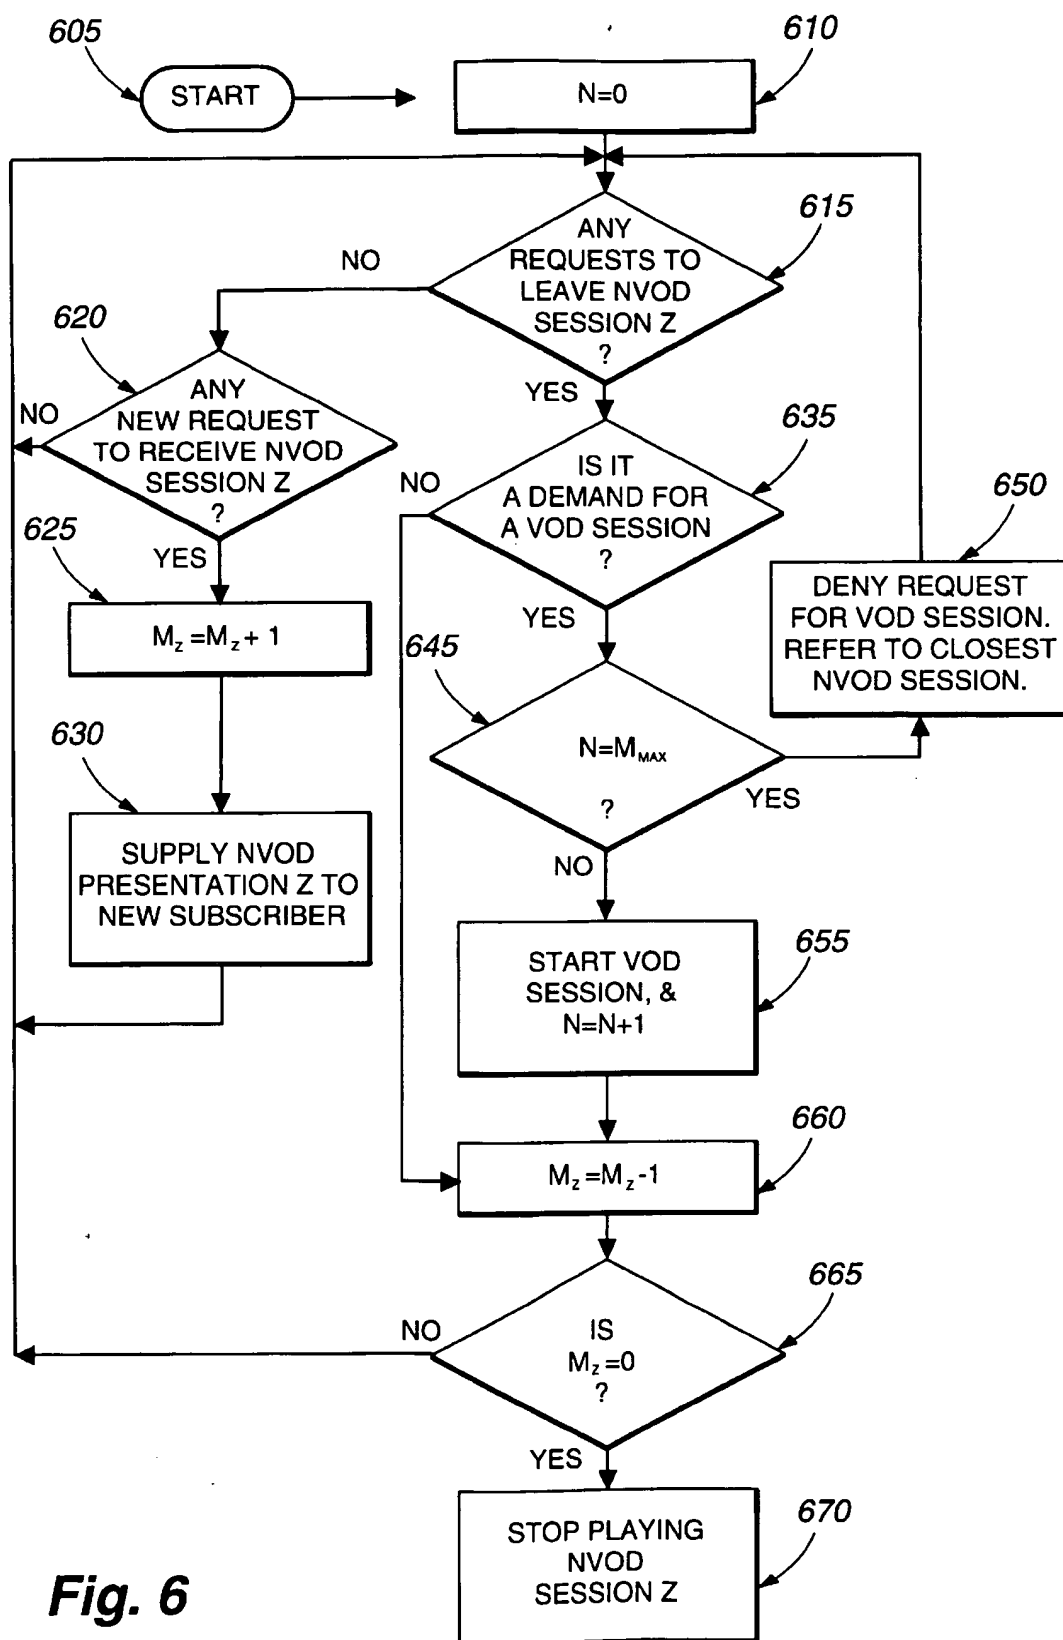 605
START
610
N=0
615
ANY
REQUESTS TO
LEAVE NVOD
SESSION Z
?
NO
YES
620
ANY
NEW REQUEST
TO RECEIVE NVOD
SESSION Z
?
NO
YES
625
M_z=M_z+ 1
630
SUPPLY NVOD
PRESENTATION Z TO
NEW SUBSCRIBER
635
IS IT
A DEMAND FOR
A VOD SESSION
?
NO
YES
645
N=M_MAX
?
YES
NO
650
DENY REQUEST
FOR VOD SESSION.
REFER TO CLOSEST
NVOD SESSION.
655
START VOD
SESSION, &
N=N+1
660
M_z=M_z-1
665
IS
M_z=0
?
NO
YES
670
STOP PLAYING
NVOD
SESSION Z
Fig. 6